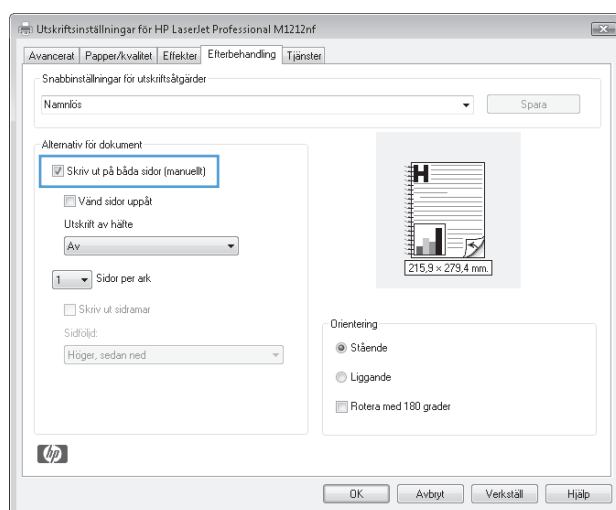 Utskriftsinställningar för HP LaserJet Professional M1212nf
Avancerat Papper/kvalitet Effekter Efterbehandling Tjänster
Snabbinställningar för utskriftsåtgärder
Namnlös Spara
Alternativ för dokument
Skriv ut på båda sidor (manuellt)
Vänd sidor uppåt
Utskrift av häfte
Av
1 Sidor per ark
Skriv ut sidramar
Sidföljd:
Höger, sedan ned
H
215,9 × 279,4 mm.
Orientering
Stående
Liggande
Rotera med 180 grader
hp
OK Avbryt Verkställ Hjälp